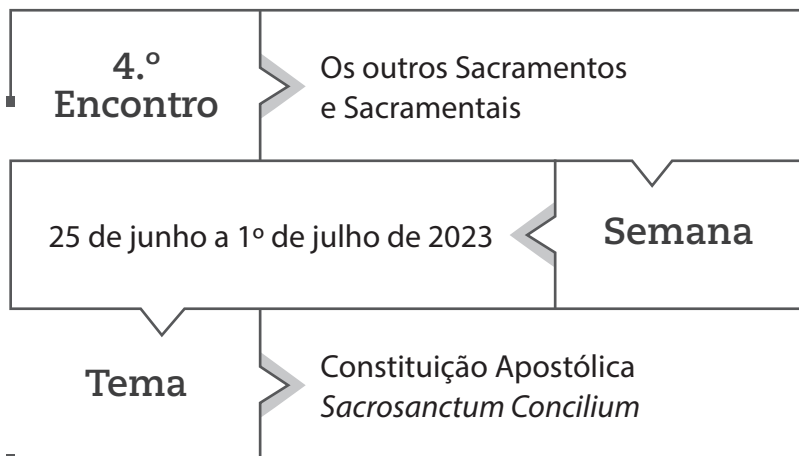 4.º
Encontro
Os outros Sacramentos
e Sacramentais
Semana
25 de junho a 1º de julho de 2023
Tema
Constituição Apostólica
Sacrosanctum Concilium